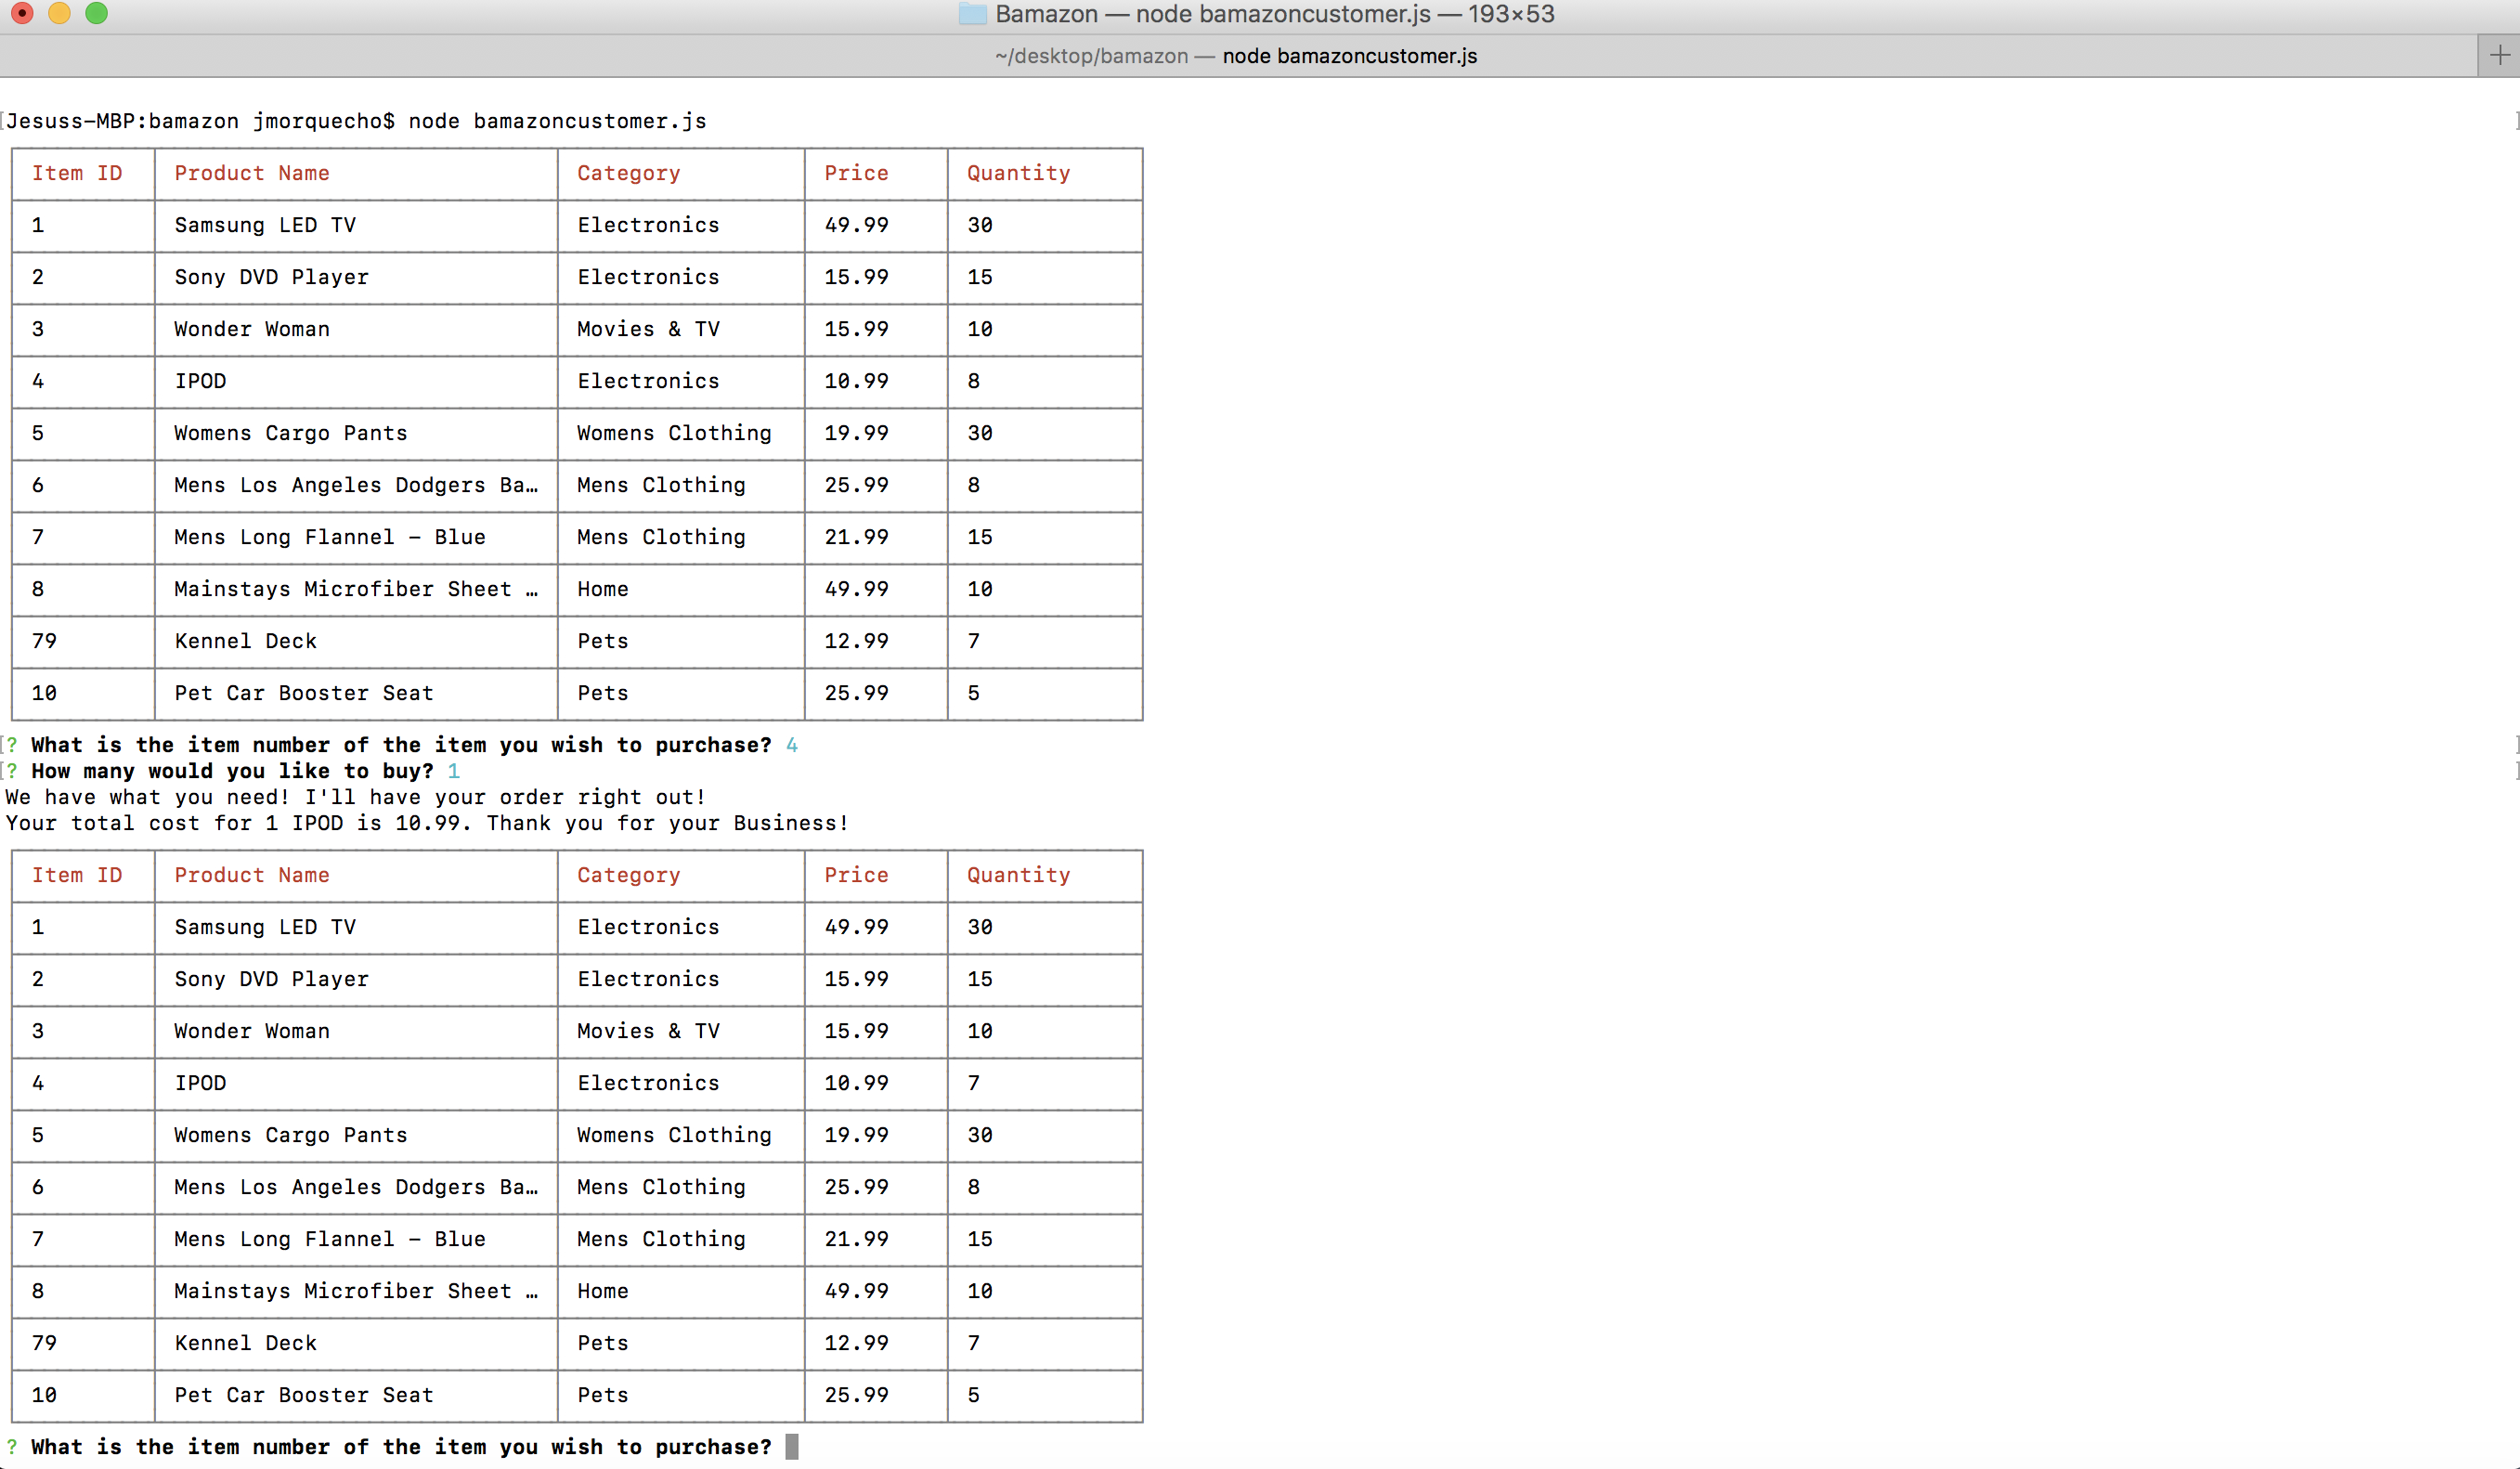 Bamazon — node bamazoncustomer.js — 193×53
~/desktop/bamazon — node bamazoncustomer.js
Jesuss-MBP:bamazon jmorquecho$ node bamazoncustomer.js
Item ID Product Name Category Price Quantity
1 Samsung LED TV Electronics 49.99 30
2 Sony DVD Player Electronics 15.99 15
3 Wonder Woman Movies & TV 15.99 10
4 IPOD Electronics 10.99 8
5 Womens Cargo Pants Womens Clothing 19.99 30
6 Mens Los Angeles Dodgers Ba… Mens Clothing 25.99 8
7 Mens Long Flannel - Blue Mens Clothing 21.99 15
8 Mainstays Microfiber Sheet … Home 49.99 10
79 Kennel Deck Pets 12.99 7
10 Pet Car Booster Seat Pets 25.99 5
? What is the item number of the item you wish to purchase? 4
? How many would you like to buy? 1
We have what you need! I'll have your order right out!
Your total cost for 1 IPOD is 10.99. Thank you for your Business!
Item ID Product Name Category Price Quantity
1 Samsung LED TV Electronics 49.99 30
2 Sony DVD Player Electronics 15.99 15
3 Wonder Woman Movies & TV 15.99 10
4 IPOD Electronics 10.99 7
5 Womens Cargo Pants Womens Clothing 19.99 30
6 Mens Los Angeles Dodgers Ba… Mens Clothing 25.99 8
7 Mens Long Flannel - Blue Mens Clothing 21.99 15
8 Mainstays Microfiber Sheet … Home 49.99 10
79 Kennel Deck Pets 12.99 7
10 Pet Car Booster Seat Pets 25.99 5
? What is the item number of the item you wish to purchase?